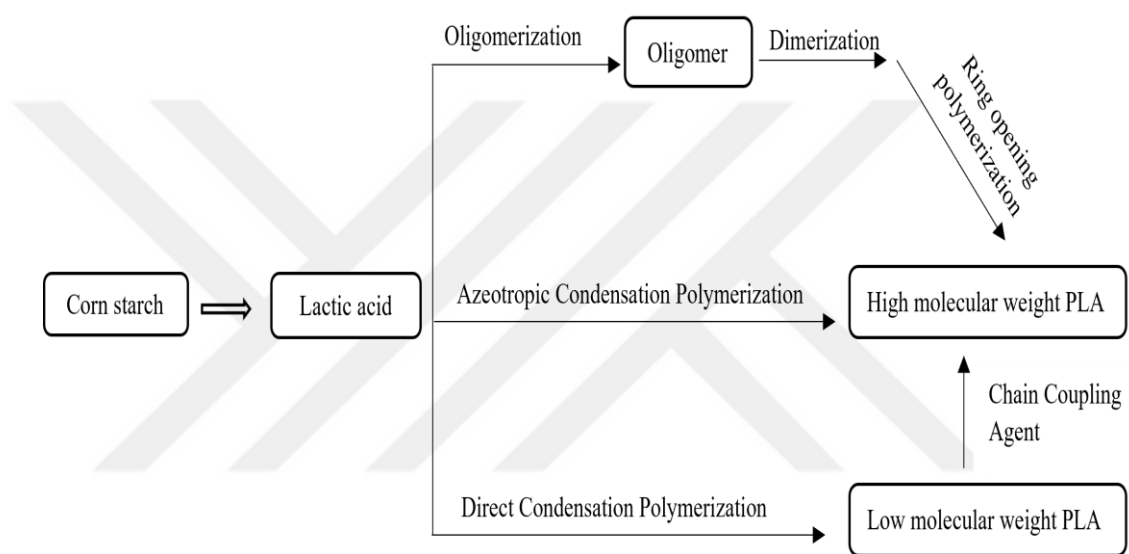 Oligomerization
Oligomer
Dimerization
Ring opening
polymerization
Corn starch
Lactic acid
Azeotropic Condensation Polymerization
High molecular weight PLA
Chain Coupling
Agent
Direct Condensation Polymerization
Low molecular weight PLA